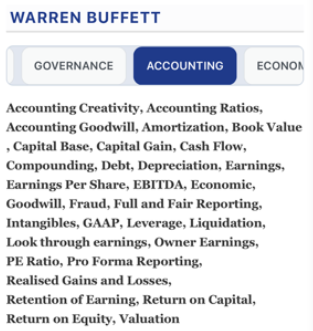 WARREN BUFFETT
GOVERNANCE ACCOUNTING ECONOM
Accounting Creativity, Accounting Ratios,
Accounting Goodwill, Amortization, Book Value
, Capital Base, Capital Gain, Cash Flow,
Compounding, Debt, Depreciation, Earnings,
Earnings Per Share, EBITDA, Economic,
Goodwill, Fraud, Full and Fair Reporting,
Intangibles, GAAP, Leverage, Liquidation,
Look through earnings, Owner Earnings,
PE Ratio, Pro Forma Reporting,
Realised Gains and Losses,
Retention of Earning, Return on Capital,
Return on Equity, Valuation